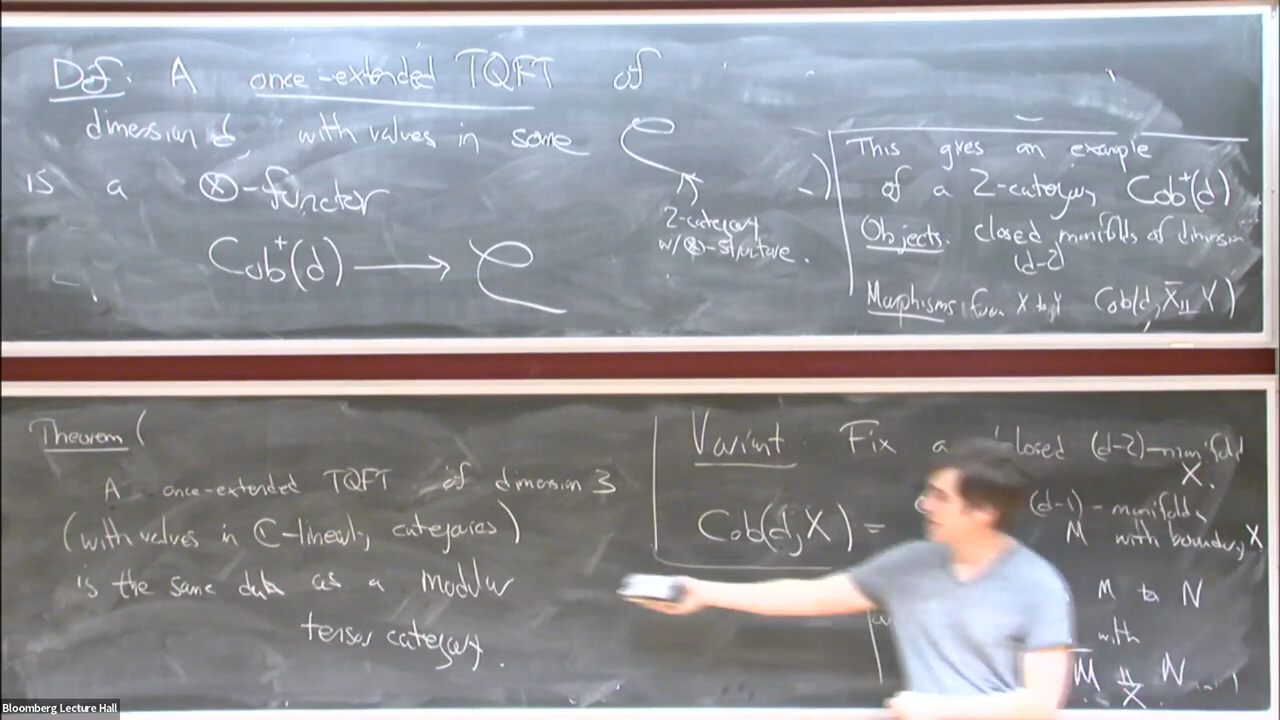 Def. A once-extended TQFT of
dimension d, with values in some 𝒞
is a ⊗-functor
Cob⁺(d) → 𝒞
2-category
w/ ⊗-structure.
This gives an example
of a 2-category Cob⁺(d)
Objects: closed manifolds of dimension
(d-2)
Morphisms from X to Y Cob(d, X̄ ⨿ Y)
Theorem (
A once-extended TQFT of dimension 3
(with values in ℂ-linear categories)
is the same data as a modular
tensor category.
Variant. Fix a closed (d-2)-manifold
X.
Cob(d, X) =
(d-1)-manifolds
M with boundary X
M to N
with
M̄ ⨿ N
X
Bloomberg Lecture Hall